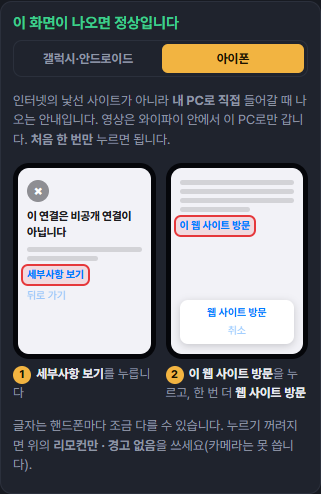 이 화면이 나오면 정상입니다
갤럭시·안드로이드
아이폰
인터넷의 낯선 사이트가 아니라 내 PC로 직접 들어갈 때 나
오는 안내입니다. 영상은 와이파이 안에서 이 PC로만 갑니
다. 처음 한 번만 누르면 됩니다.
이 연결은 비공개 연결이
아닙니다
세부사항 보기
뒤로 가기
이 웹 사이트 방문
웹 사이트 방문
취소
1 세부사항 보기를 누릅니
다
2 이 웹 사이트 방문을 누
르고, 한 번 더 웹 사이트 방문
글자는 핸드폰마다 조금 다를 수 있습니다. 누르기 꺼려지
면 위의 리모컨만 · 경고 없음을 쓰세요(카메라는 못 씁니
다).